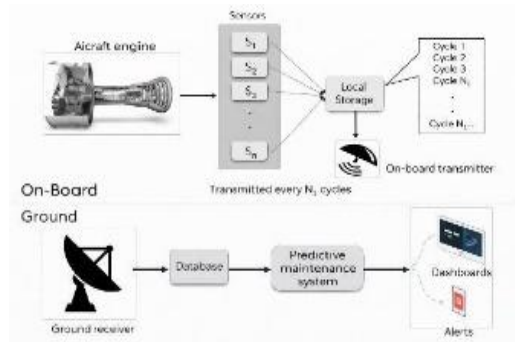 Sensors
Aicraft engine
S1
S2
S3
.
.
Sn
Local
Storage
Cycle 1
Cycle 2
Cycle 3
Cycle N1
.
.
Cycle N1...
On-board transmitter
On-Board
Transmitted every N1 cycles
Ground
Database
Predictive
maintenance
system
Dashboards
Ground receiver
Alerts